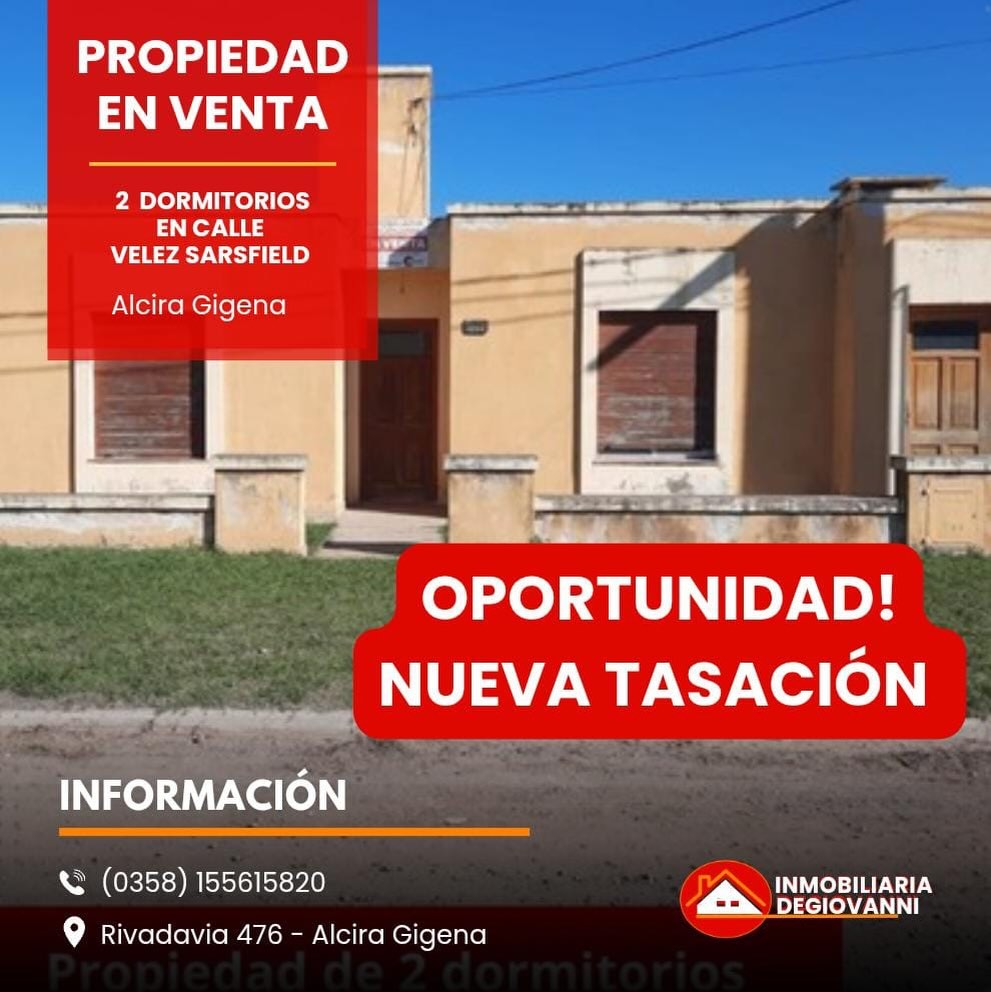 PROPIEDAD
EN VENTA
2 DORMITORIOS
EN CALLE
VELEZ SARSFIELD
Alcira Gigena
VENTA
OPORTUNIDAD!
NUEVA TASACIÓN
INFORMACIÓN
(0358) 155615820
Rivadavia 476 - Alcira Gigena
INMOBILIARIA
DEGIOVANNI
Propiedad de 2 dormitorios